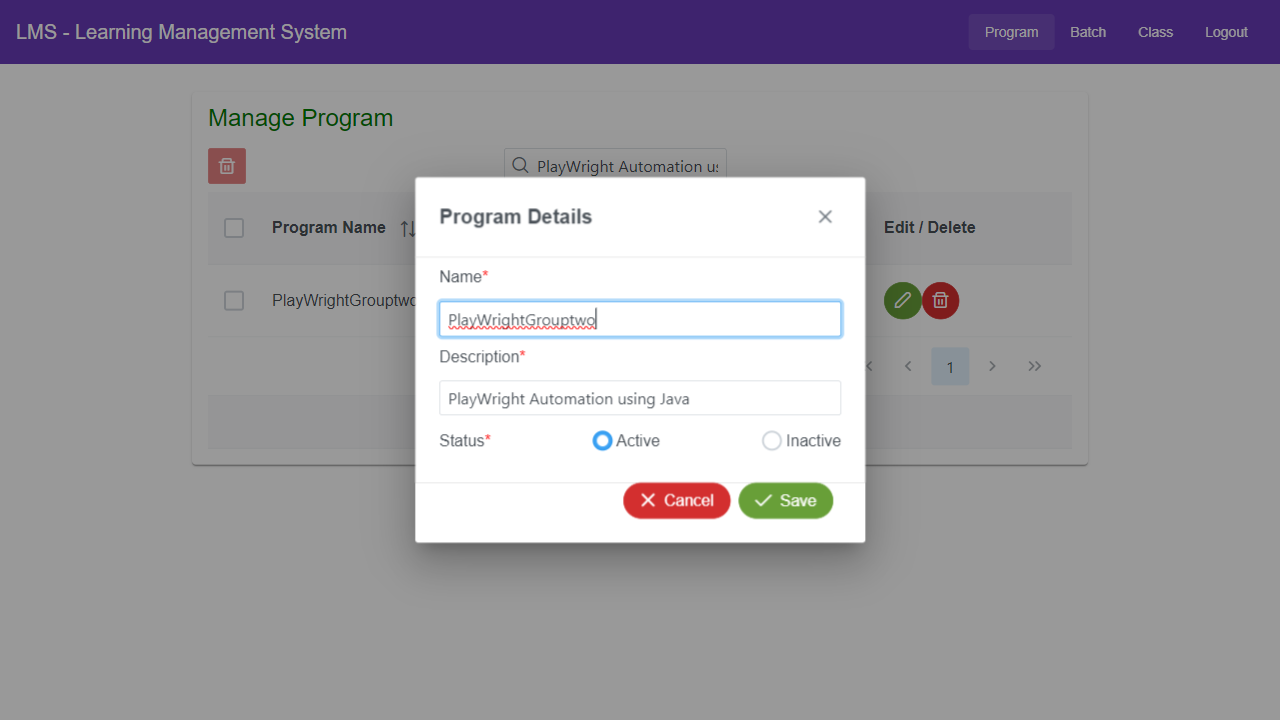 LMS - Learning Management System
Program Batch Class Logout
Manage Program
PlayWright Automation
Program Name Edit / Delete
PlayWrightGrouptwo
1
Program Details
Name*
PlayWrightGrouptwo
Description*
PlayWright Automation using Java
Status* Active Inactive
Cancel Save